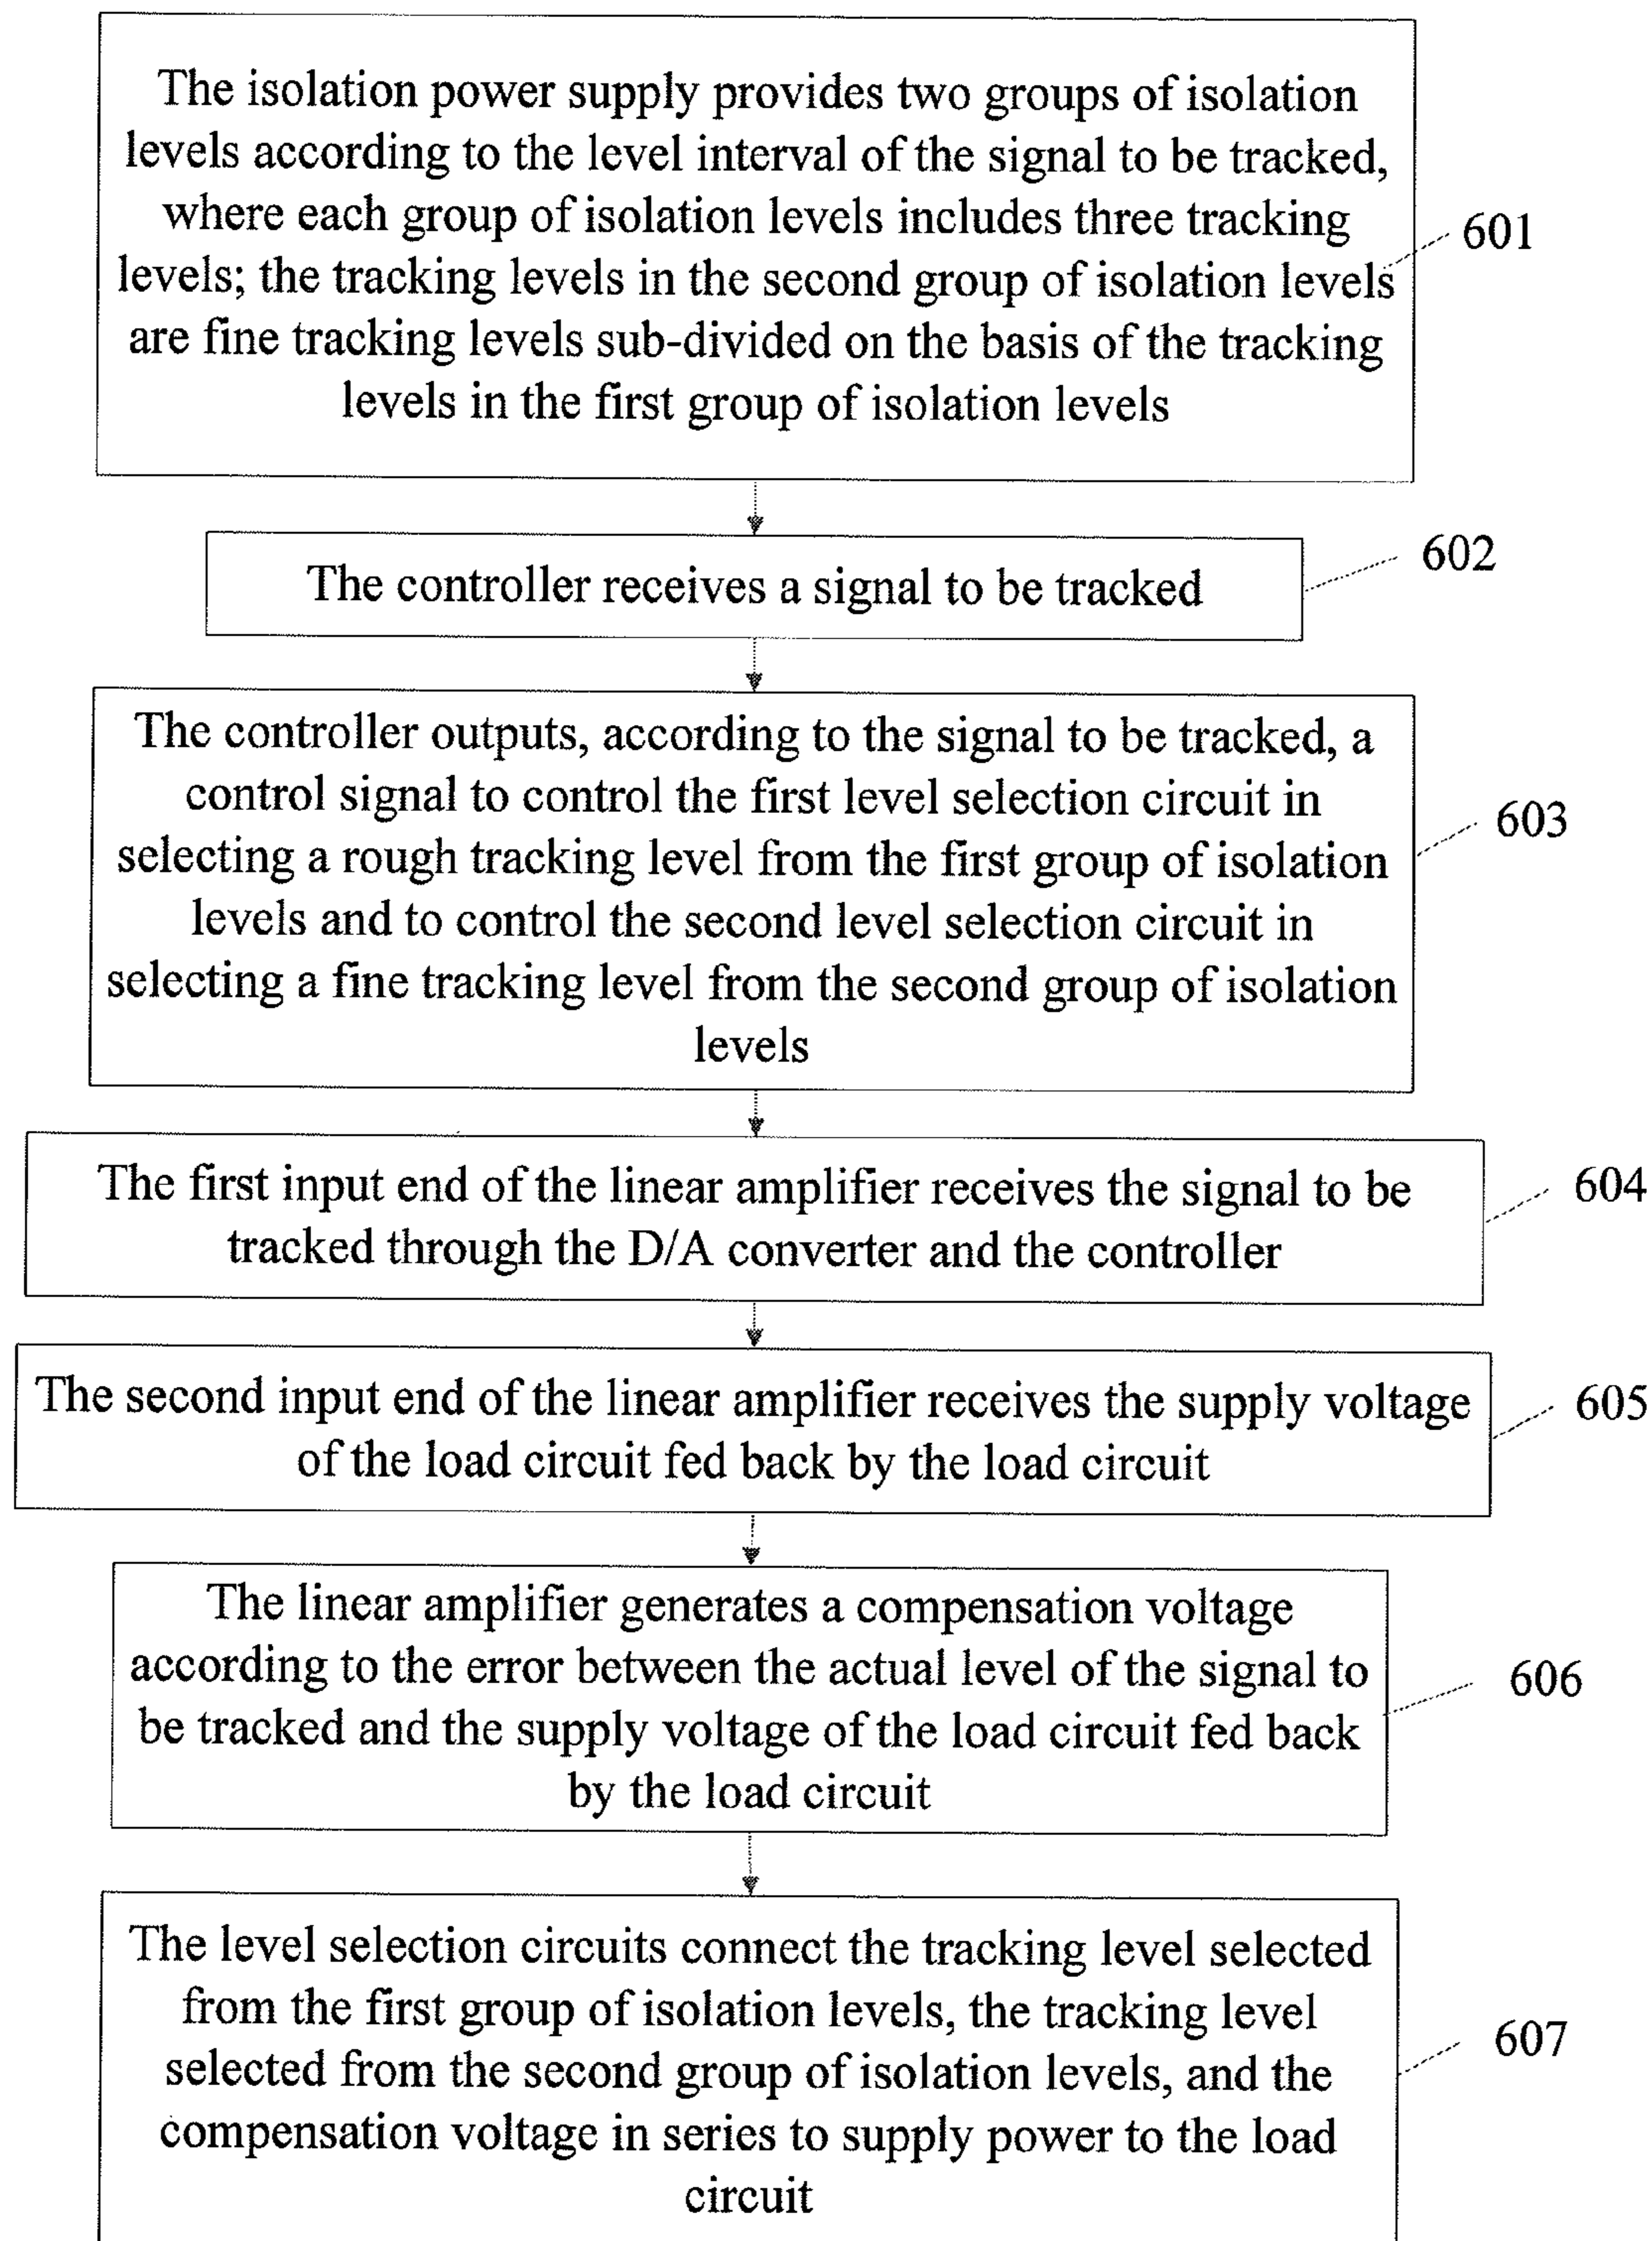 The isolation power supply provides two groups of isolation
levels according to the level interval of the signal to be tracked,
where each group of isolation levels includes three tracking
levels; the tracking levels in the second group of isolation levels
are fine tracking levels sub-divided on the basis of the tracking
levels in the first group of isolation levels
601
The controller receives a signal to be tracked
602
The controller outputs, according to the signal to be tracked, a
control signal to control the first level selection circuit in
selecting a rough tracking level from the first group of isolation
levels and to control the second level selection circuit in
selecting a fine tracking level from the second group of isolation
levels
603
The first input end of the linear amplifier receives the signal to be
tracked through the D/A converter and the controller
604
The second input end of the linear amplifier receives the supply voltage
of the load circuit fed back by the load circuit
605
The linear amplifier generates a compensation voltage
according to the error between the actual level of the signal to
be tracked and the supply voltage of the load circuit fed back
by the load circuit
606
The level selection circuits connect the tracking level selected
from the first group of isolation levels, the tracking level
selected from the second group of isolation levels, and the
compensation voltage in series to supply power to the load
circuit
607